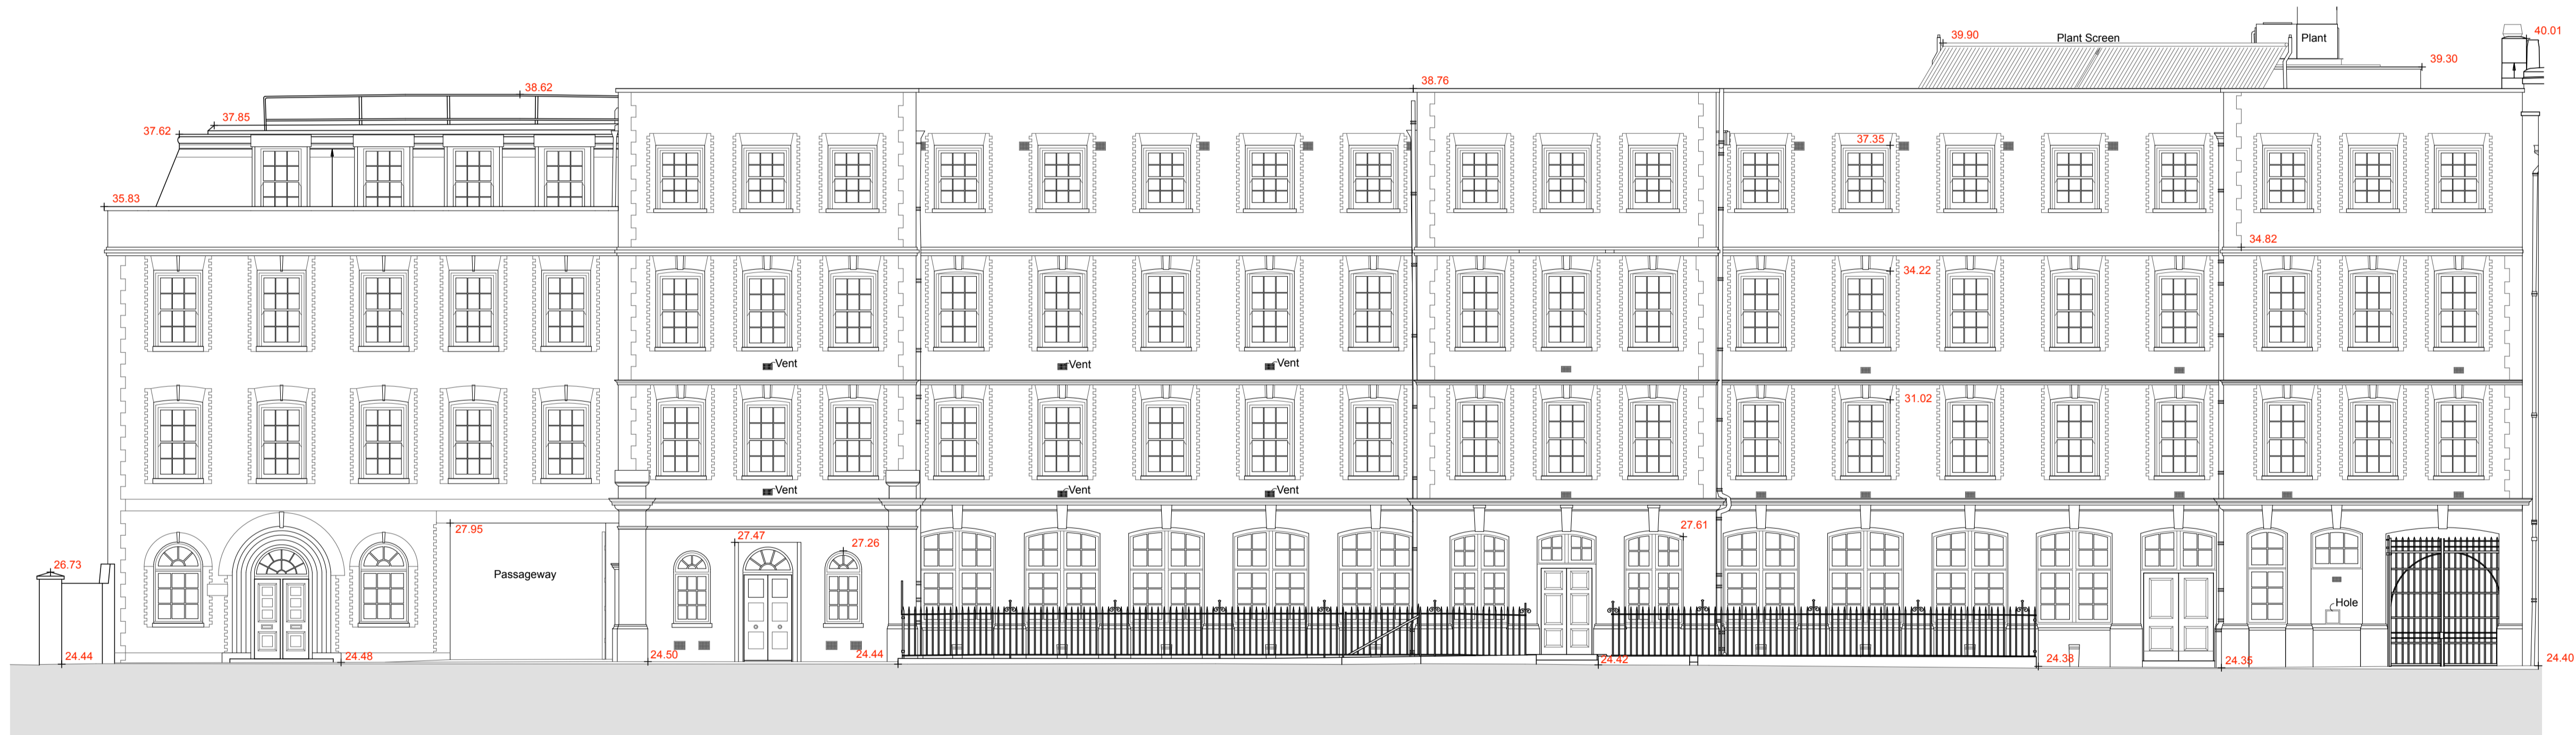 40.01
39.90
Plant Screen
Plant
39.30
38.76
38.62
37.85
37.62
37.35
35.83
34.82
34.22
Vent
Vent
Vent
31.02
Vent
Vent
Vent
27.95
27.47
27.26
27.61
26.73
Passageway
Hole
24.44
24.48
24.50
24.44
24.42
24.38
24.35
24.40